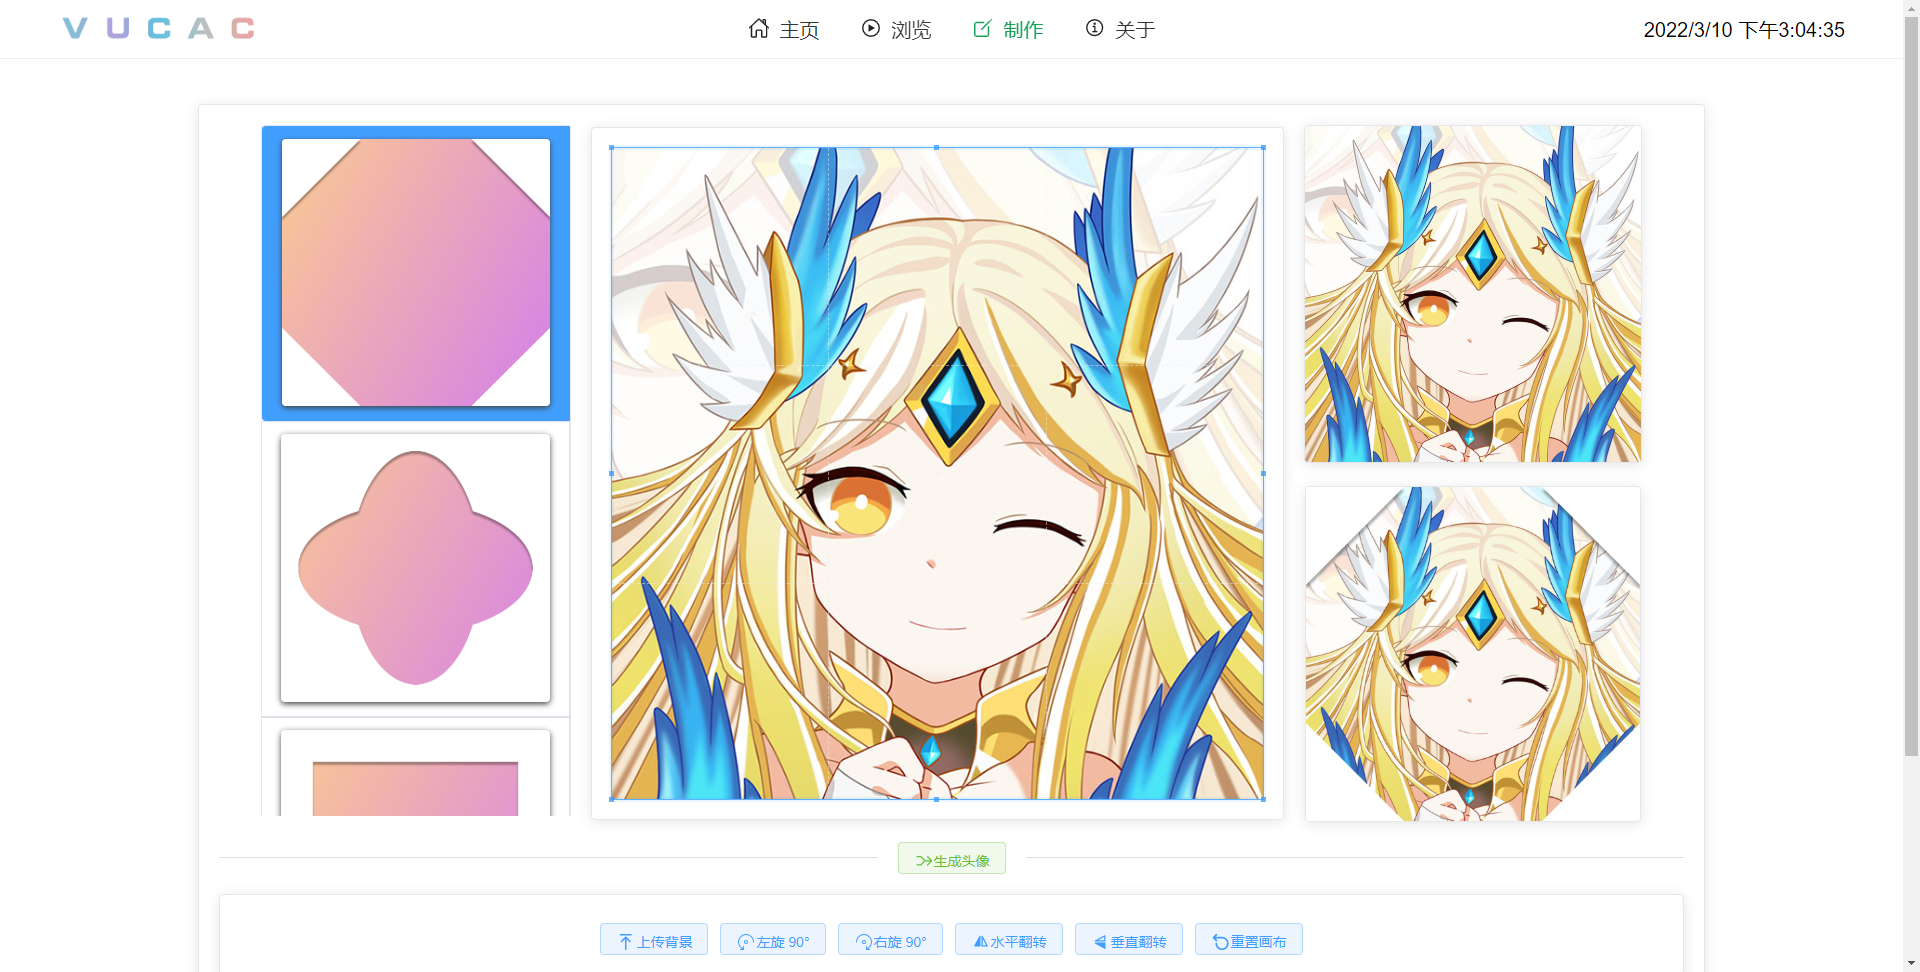 VUCAC
主页 浏览 制作 关于
2022/3/10 下午3:04:35
生成头像
上传背景 左旋 90° 右旋 90° 水平翻转 垂直翻转 重置画布